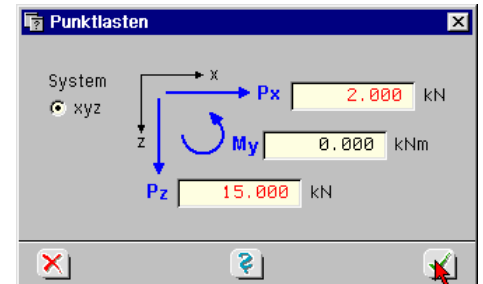 Punktlasten
System
x
Px 2.000 kN
xyz
z
My 0.000 kNm
Pz 15.000 kN